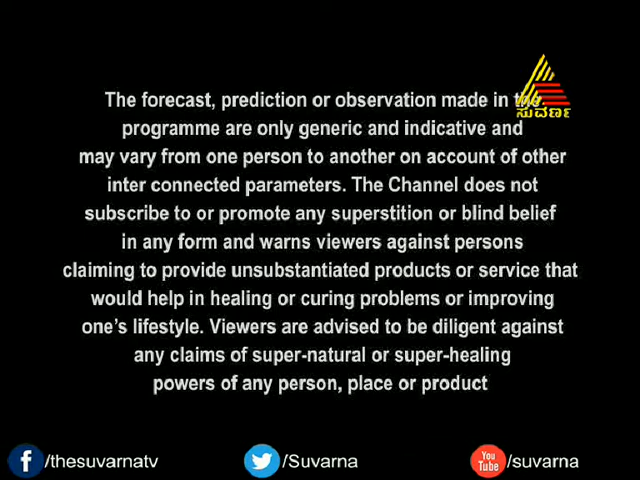 The forecast, prediction or observation made in the
programme are only generic and indicative and
may vary from one person to another on account of other
inter connected parameters. The Channel does not
subscribe to or promote any superstition or blind belief
in any form and warns viewers against persons
claiming to provide unsubstantiated products or service that
would help in healing or curing problems or improving
one's lifestyle. Viewers are advised to be diligent against
any claims of super-natural or super-healing
powers of any person, place or product
ಸುವರ್ಣ
f /thesuvarnatv /Suvarna You Tube /suvarna